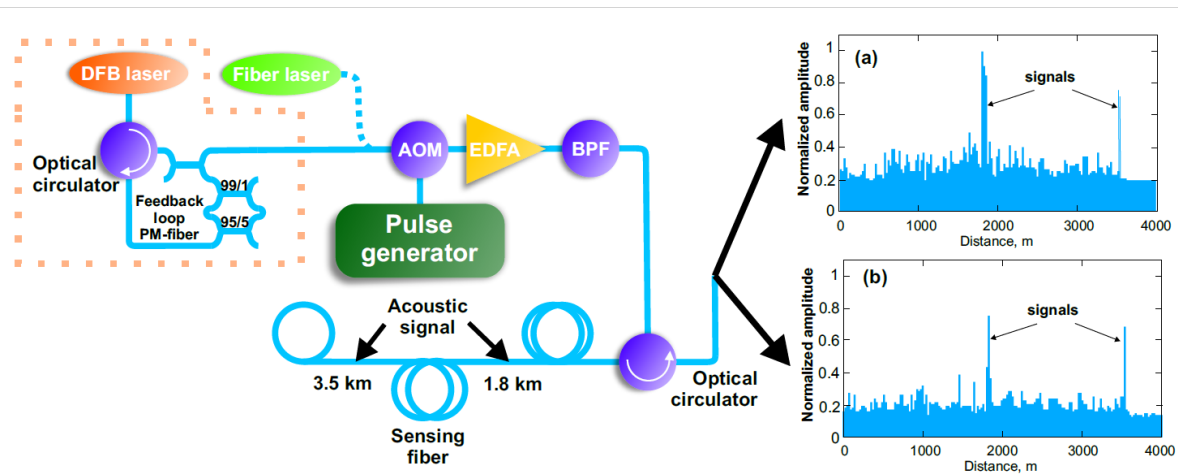 DFB laser
Fiber laser
Optical
circulator
99/1
Feedback
loop
PM-fiber
95/5
AOM
EDFA
BPF
Pulse
generator
Acoustic
signal
3.5 km
1.8 km
Sensing
fiber
Optical
circulator
(a)
signals
Normalized amplitude
1
0.8
0.6
0.4
0.2
0
0
1000
2000
3000
4000
Distance, m
(b)
signals
Normalized amplitude
1
0.8
0.6
0.4
0.2
0
0
1000
2000
3000
4000
Distance, m